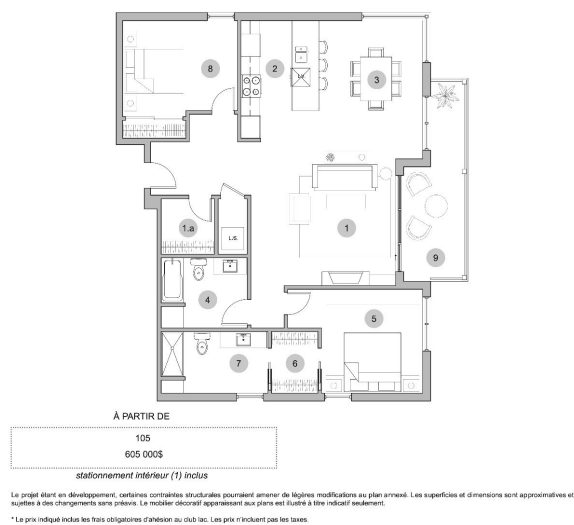 8
2
3
LV
1.a
L/S.
1
9
4
5
7
6
À PARTIR DE
105
605 000$
stationnement intérieur (1) inclus
Le projet étant en développement, certaines contraintes structurales pourraient amener de légères modifications au plan annexé. Les superficies et dimensions sont approximatives et
sujettes à des changements sans préavis. Le mobilier décoratif apparaissant aux plans est illustré à titre indicatif seulement.
* Le prix indiqué inclus les frais obligatoires d'ahésion au club lac. Les prix n'incluent pas les taxes.